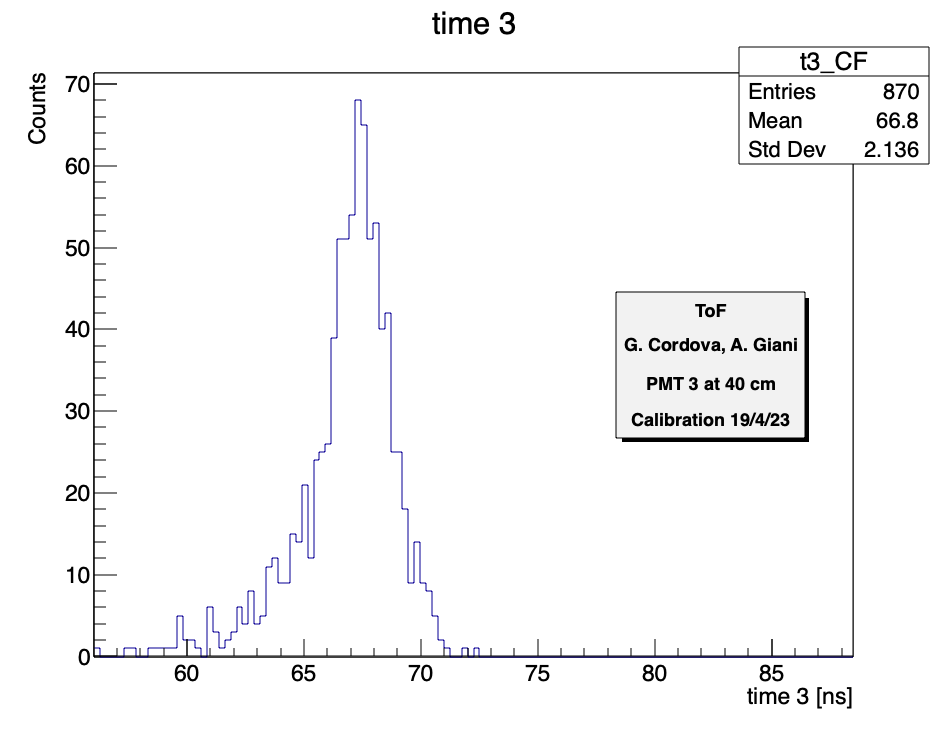 time 3
t3_CF
Entries 870
Mean 66.8
Std Dev 2.136
Counts
70
60
50
40
30
20
10
0
ToF
G. Cordova, A. Giani
PMT 3 at 40 cm
Calibration 19/4/23
60 65 70 75 80 85
time 3 [ns]